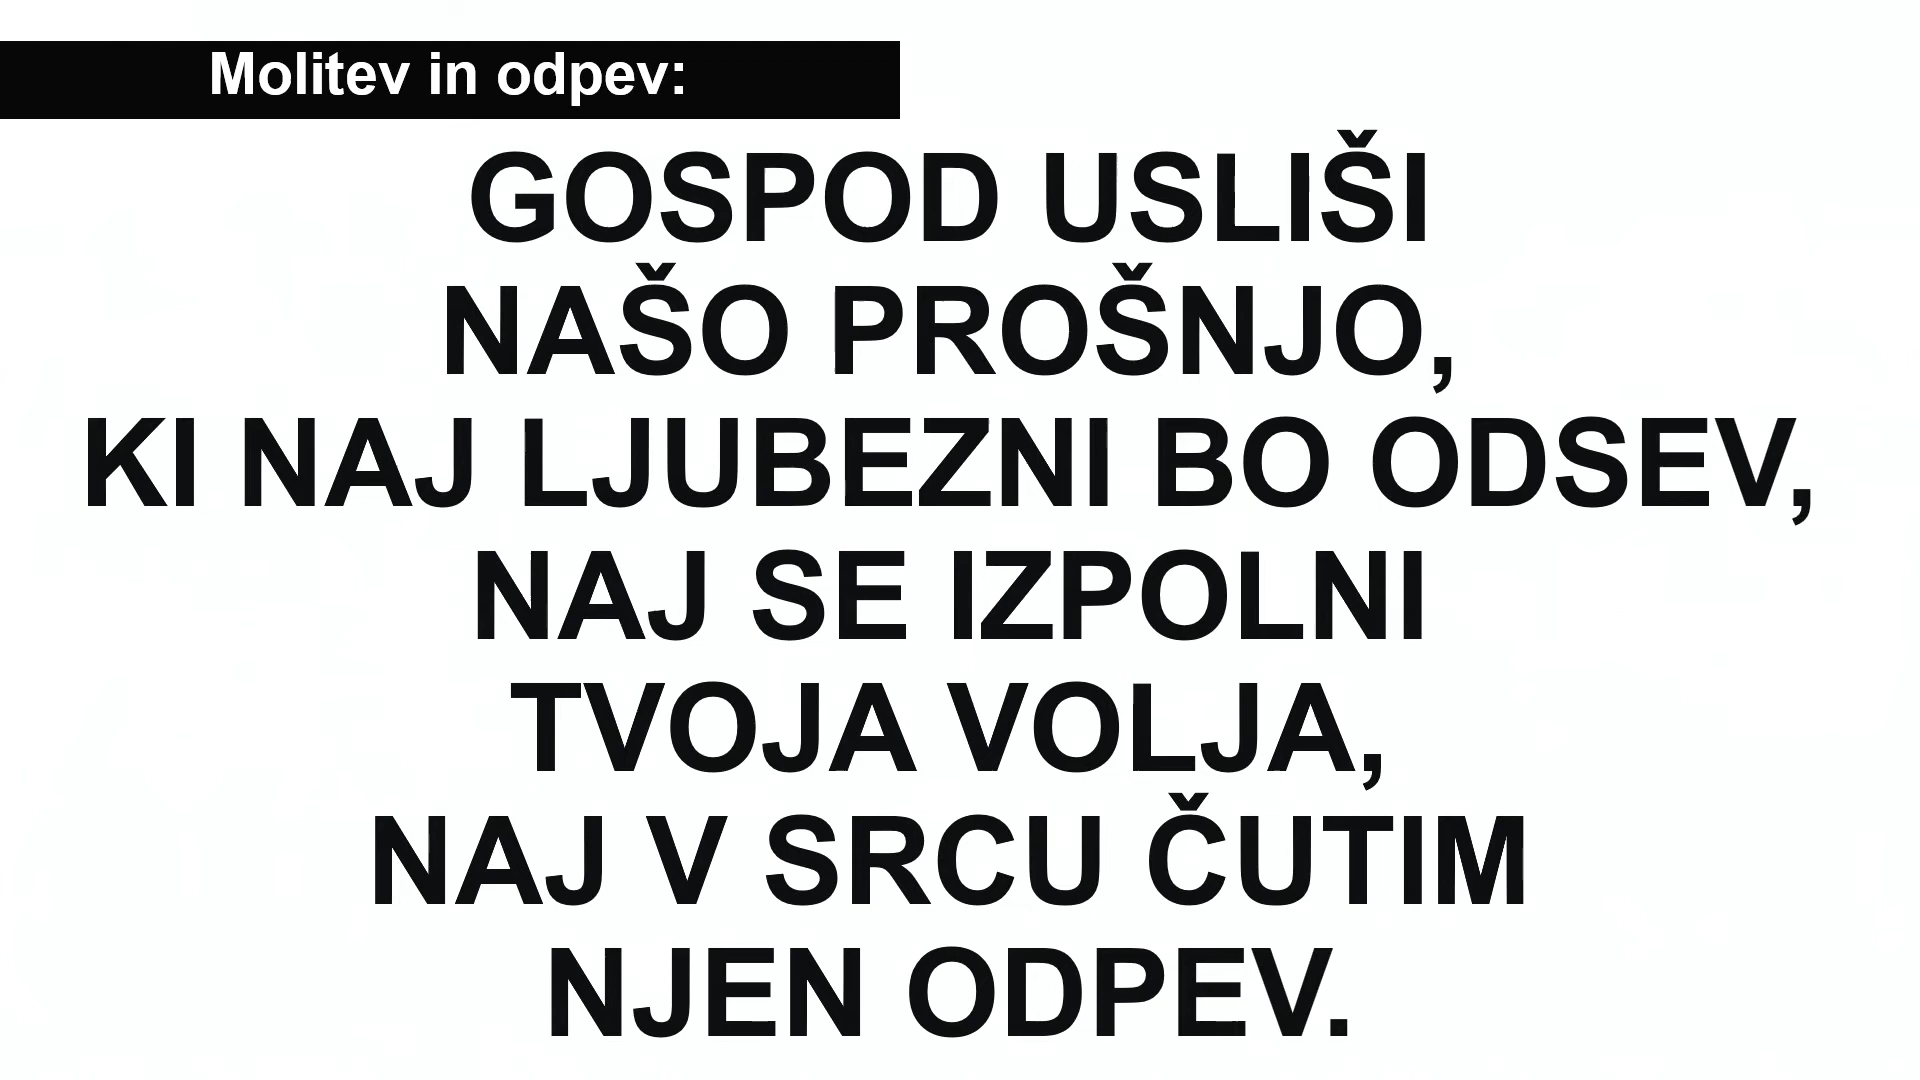 Molitev in odpev:
GOSPOD USLIŠI
NAŠO PROŠNJO,
KI NAJ LJUBEZNI BO ODSEV,
NAJ SE IZPOLNI
TVOJA VOLJA,
NAJ V SRCU ČUTIM
NJEN ODPEV.